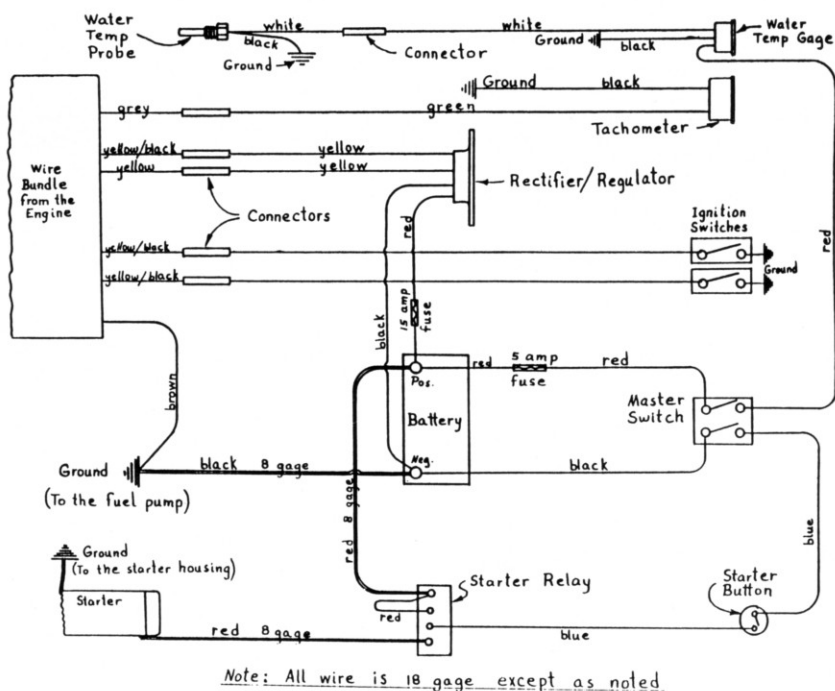 Water
Temp
Probe
white
black
Ground
Connector
white
Ground
black
Water
Temp Gage
Ground
black
grey
green
Tachometer
Wire
Bundle
from the
Engine
yellow/black
yellow
yellow
yellow
Rectifier/Regulator
Connectors
red
Ignition
Switches
red
yellow/black
yellow/black
Ground
15 amp
fuse
black
brown
Pos.
red
5 amp
fuse
red
Battery
Master
Switch
Neg.
black
Ground
(To the fuel pump)
black 8 gage
red 8 gage
blue
Ground
(To the starter housing)
Starter
red 8 gage
red
Starter Relay
blue
Starter
Button
Note: All wire is 18 gage except as noted